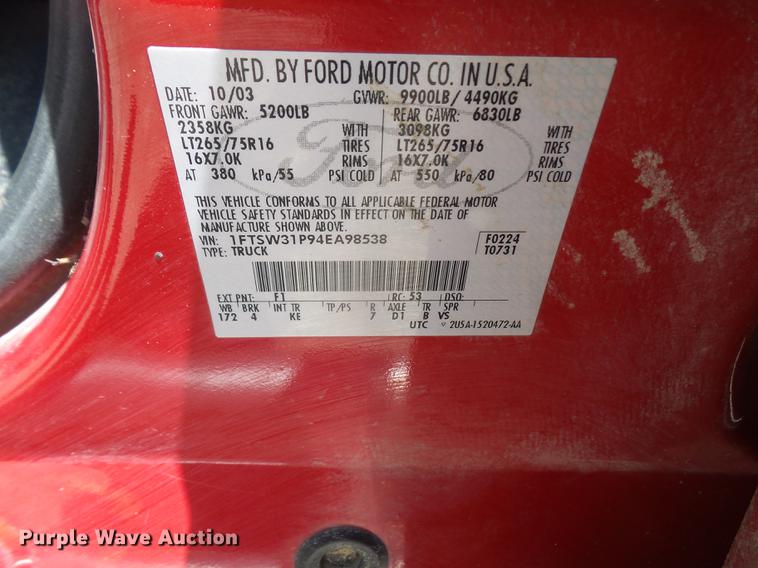 MFD. BY FORD MOTOR CO. IN U.S.A.
DATE: 10/03 GVWR: 9900LB/ 4490KG
FRONT GAWR: 5200LB REAR GAWR: 6830LB
2358KG WITH 3098KG WITH
LT265/75R16 TIRES LT265/75R16 TIRES
16X7.0K RIMS 16X7.0K RIMS
AT 380 kPa/55 PSI COLD AT 550 kPa/80 PSI COLD
Ford
THIS VEHICLE CONFORMS TO ALL APPLICABLE FEDERAL MOTOR
VEHICLE SAFETY STANDARDS IN EFFECT ON THE DATE OF
MANUFACTURE SHOWN ABOVE.
VIN: 1FTSW31P94EA98538 F0224
TYPE: TRUCK T0731
EXT PNT: F1 RC: 53 DSO:
WB BRK INT TR TP/PS R AXLE TR SPR
172 4 KE 7 D1 B VS
UTC 2U5A-1520472-AA
Purple Wave Auction